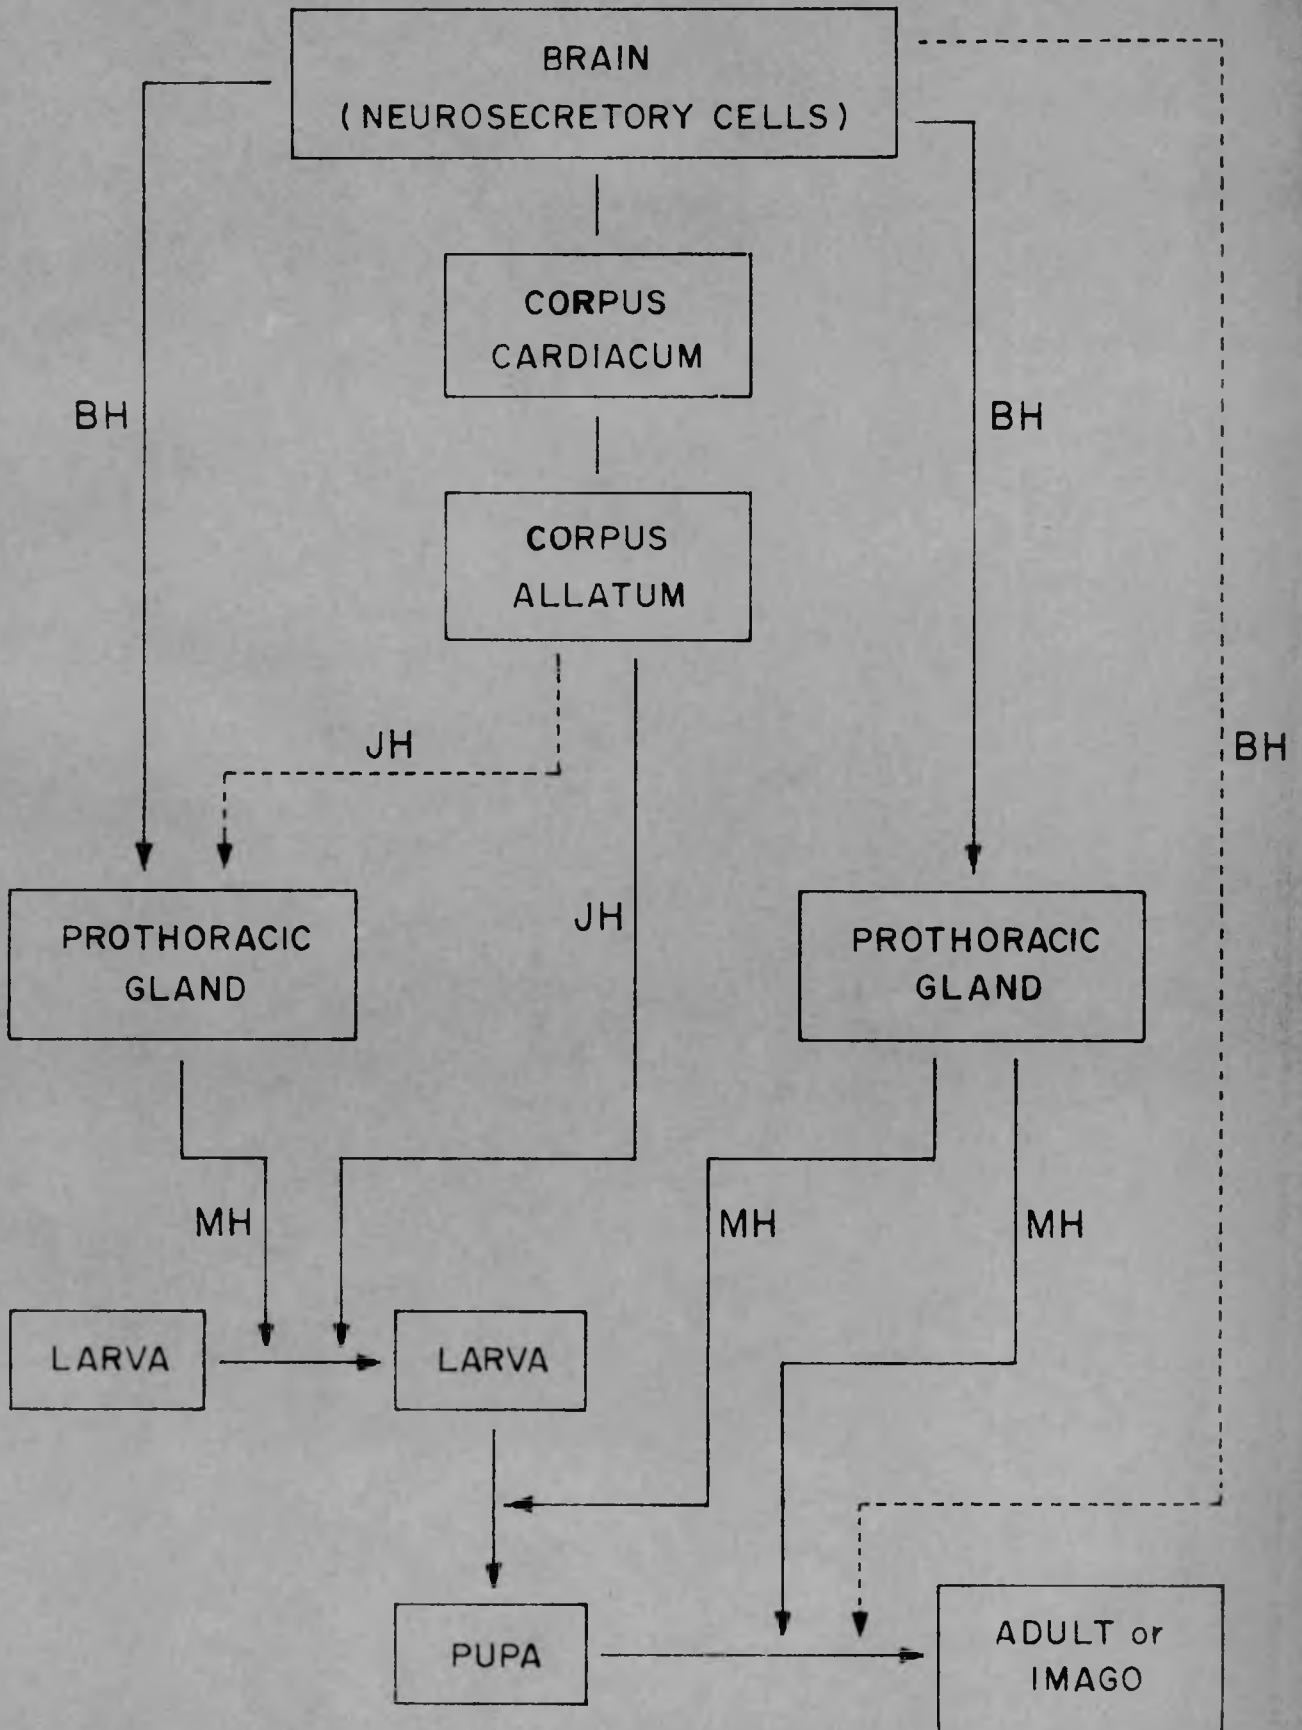 BRAIN
(NEUROSECRETORY CELLS)
CORPUS
CARDIACUM
BH
BH
CORPUS
ALLATUM
JH
BH
JH
PROTHORACIC
GLAND
PROTHORACIC
GLAND
MH
MH
MH
LARVA
LARVA
PUPA
ADULT or
IMAGO